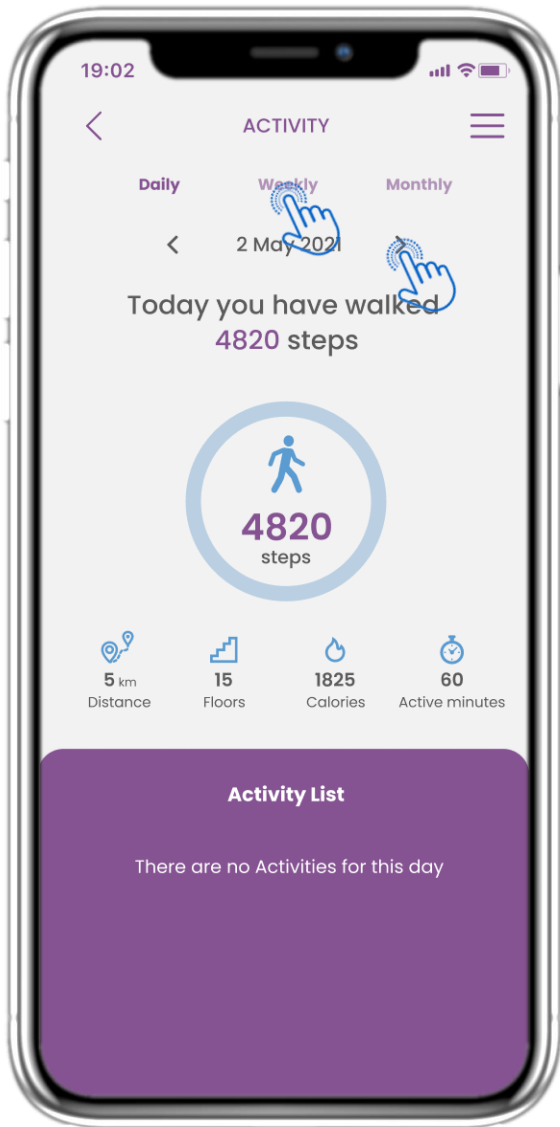 19:02
ACTIVITY
Daily Weekly Monthly
2 May 2021
Today you have walked
4820 steps
4820
steps
5 km 15 1825 60
Distance Floors Calories Active minutes
Activity List
There are no Activities for this day